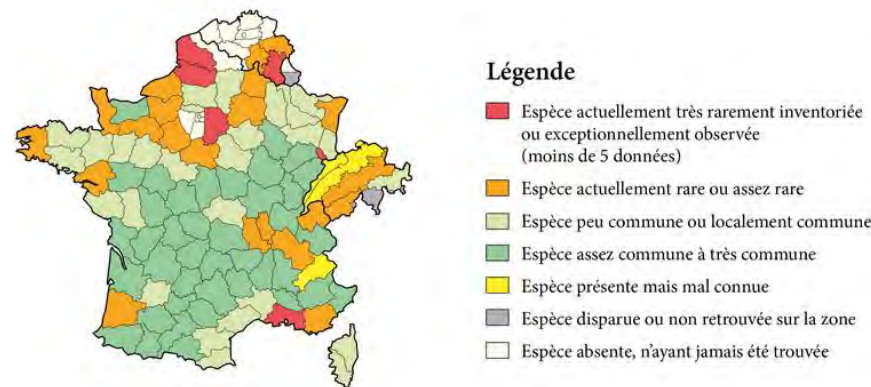 Légende
Espèce actuellement très rarement inventoriée
ou exceptionnellement observée
(moins de 5 données)
Espèce actuellement rare ou assez rare
Espèce peu commune ou localement commune
Espèce assez commune à très commune
Espèce présente mais mal connue
Espèce disparue ou non retrouvée sur la zone
Espèce absente, n'ayant jamais été trouvée